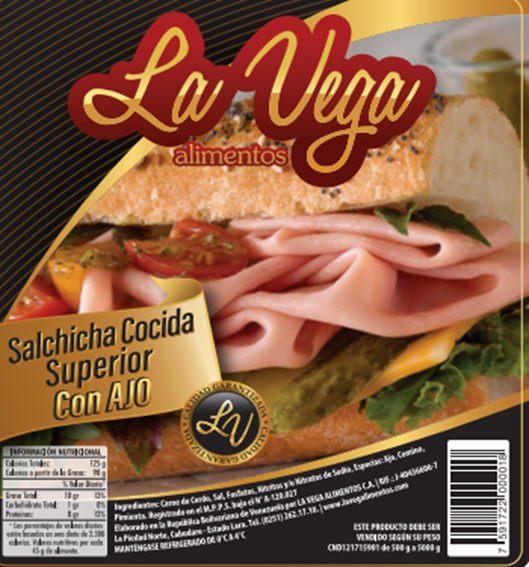 La Vega
alimentos
Salchicha Cocida
Superior
Con AJO
CALIDAD GARANTIZADA
LV
CALIDAD GARANTIZADA
INFORMACIÓN NUTRICIONAL
Calorías Totales: 125 g
Calorías a partir de la Grasa: 90 g
% Valor Diario*
Grasa Total: 10 gr 13%
Carbohidrato Total: 1 gr 0%
Proteínas: 8 gr 13%
* Los porcentajes de valores diarios
están basados en una dieta de 2.300
calorías. Valores nutritivos por cada
45 g de alimento.
Ingredientes: Carne de Cerdo, Sal, Fosfatos, Nitritos y/o Nitratos de Sodio, Especias: Ajo, Comino,
Pimienta. Registrado en el M.P.P.S. bajo el N° A-120.027
Elaborado en la República Bolivariana de Venezuela por LA VEGA ALIMENTOS C.A. | RIF.: J-40436606-7
La Piedad Norte, Cabudare - Estado Lara. Tel.:(0251) 262.17.10. | www.lavegalimentos.com
MANTÉNGASE REFRIGERADO DE 0°C A 4°C
ESTE PRODUCTO DEBE SER
VENDIDO SEGÚN SU PESO
CND121715901 de 500 g a 5000 g
7 591722 000018